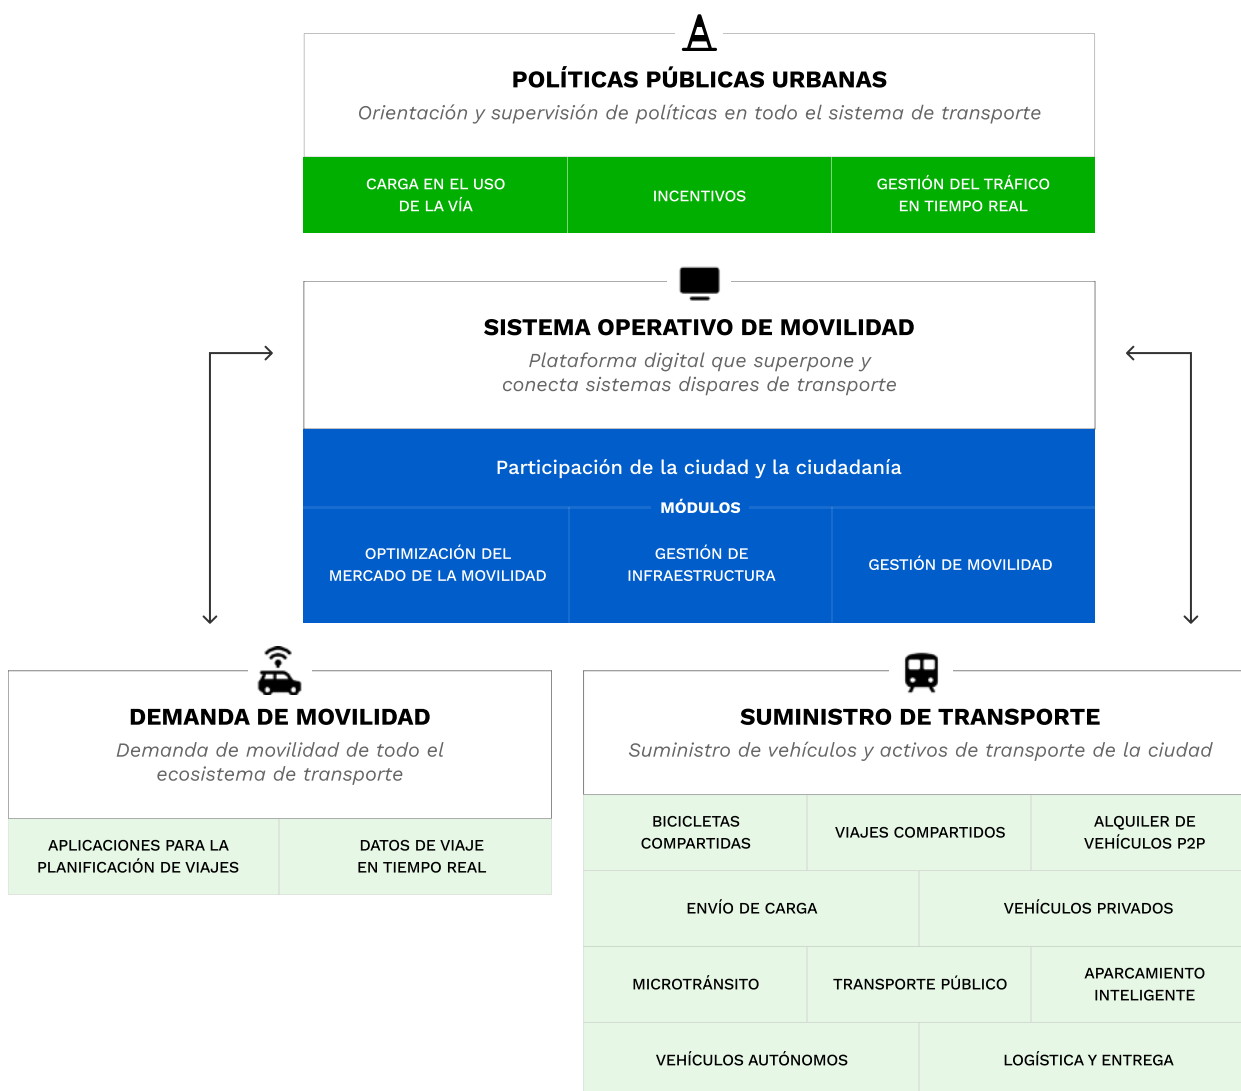 POLÍTICAS PÚBLICAS URBANAS
Orientación y supervisión de políticas en todo el sistema de transporte
CARGA EN EL USO
DE LA VÍA
INCENTIVOS
GESTIÓN DEL TRÁFICO
EN TIEMPO REAL
SISTEMA OPERATIVO DE MOVILIDAD
Plataforma digital que superpone y
conecta sistemas dispares de transporte
Participación de la ciudad y la ciudadanía
MÓDULOS
OPTIMIZACIÓN DEL
MERCADO DE LA MOVILIDAD
GESTIÓN DE
INFRAESTRUCTURA
GESTIÓN DE MOVILIDAD
DEMANDA DE MOVILIDAD
Demanda de movilidad de todo el
ecosistema de transporte
APLICACIONES PARA LA
PLANIFICACIÓN DE VIAJES
DATOS DE VIAJE
EN TIEMPO REAL
SUMINISTRO DE TRANSPORTE
Suministro de vehículos y activos de transporte de la ciudad
BICICLETAS
COMPARTIDAS
VIAJES COMPARTIDOS
ALQUILER DE
VEHÍCULOS P2P
ENVÍO DE CARGA
VEHÍCULOS PRIVADOS
MICROTRÁNSITO
TRANSPORTE PÚBLICO
APARCAMIENTO
INTELIGENTE
VEHÍCULOS AUTÓNOMOS
LOGÍSTICA Y ENTREGA